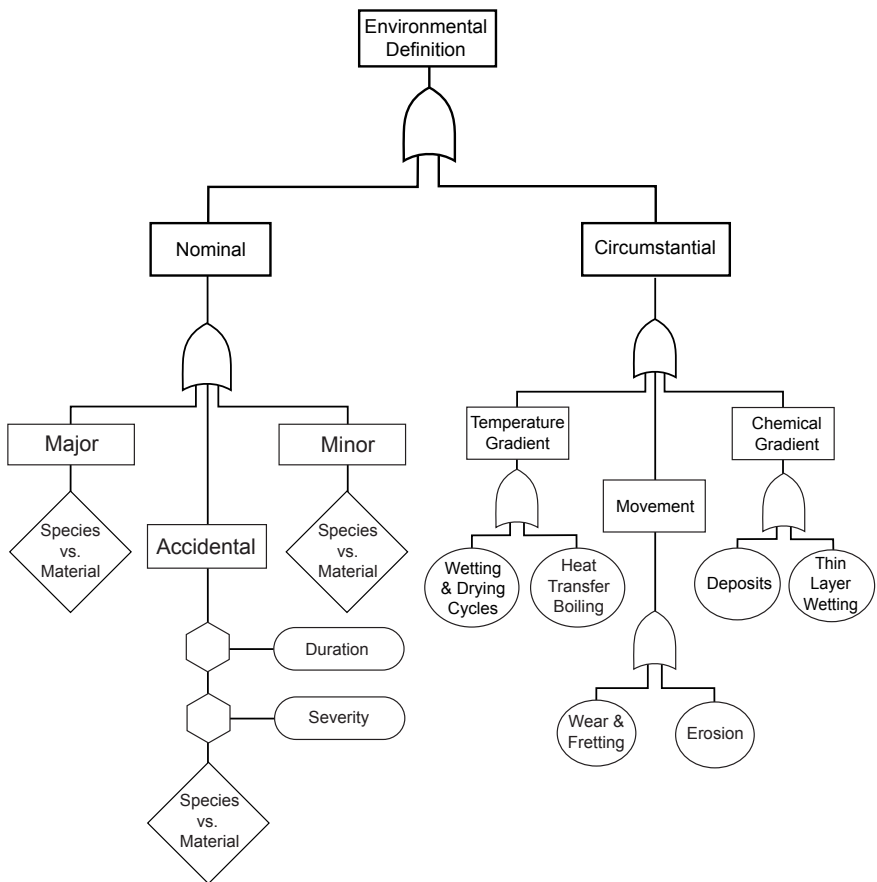 Environmental
Definition
Nominal
Circumstantial
Major
Minor
Temperature
Gradient
Chemical
Gradient
Movement
Species
vs.
Material
Accidental
Species
vs.
Material
Wetting
& Drying
Cycles
Heat
Transfer
Boiling
Deposits
Thin
Layer
Wetting
Duration
Severity
Wear &
Fretting
Erosion
Species
vs.
Material